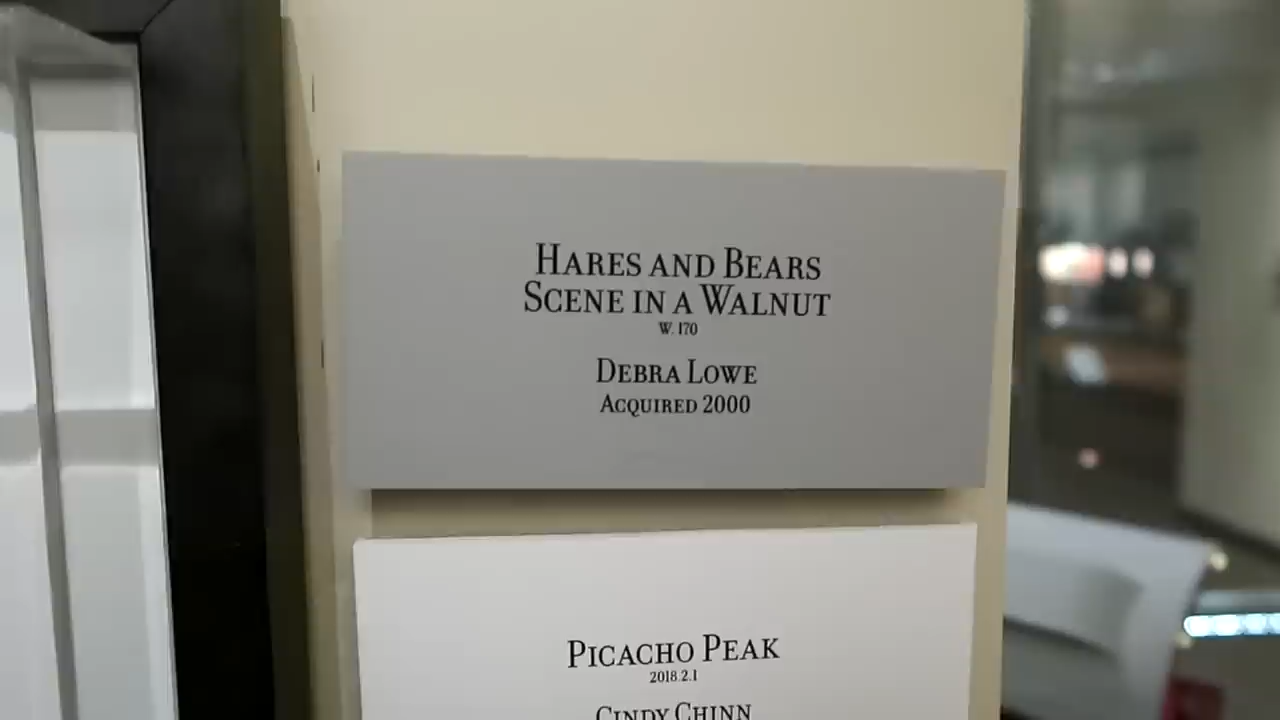 HARES AND BEARS
SCENE IN A WALNUT
W. 170
DEBRA LOWE
ACQUIRED 2000
PICACHO PEAK
2018.2.1
CINDY CHINN